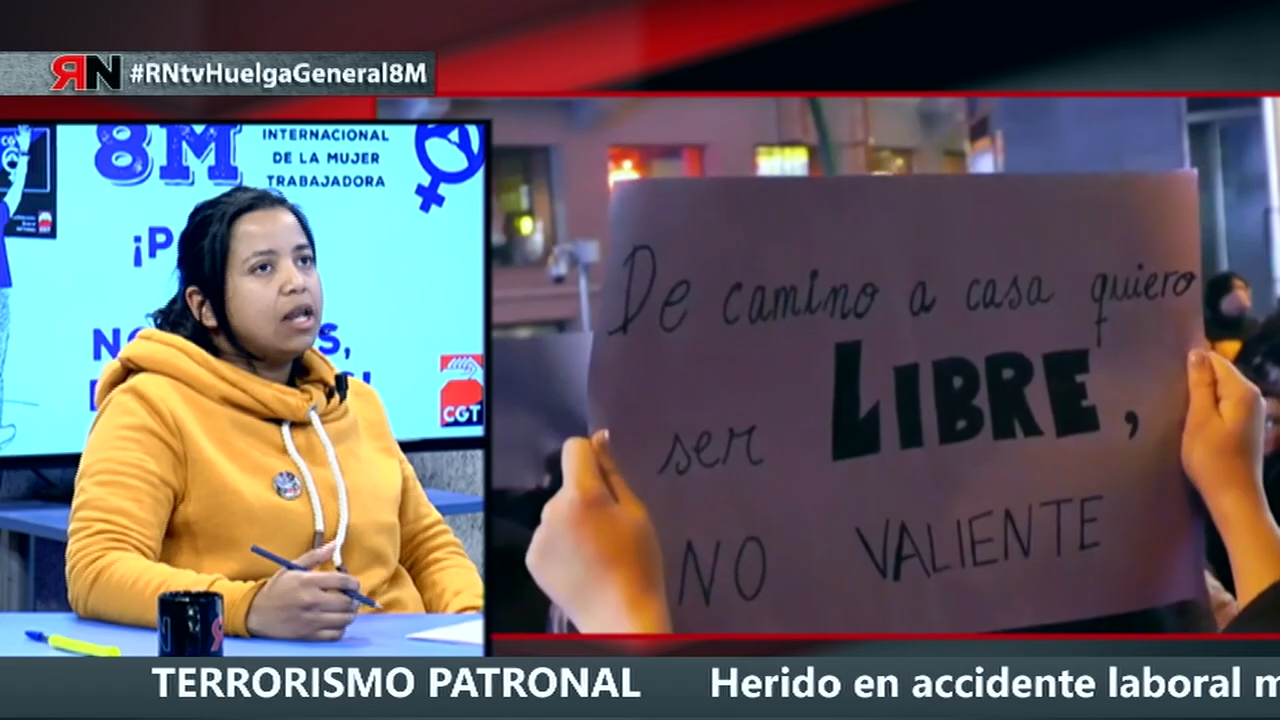 RN #RNtvHuelgaGeneral8M
8M
INTERNACIONAL
DE LA MUJER
TRABAJADORA
CGT
De camino a casa quiero
ser LIBRE,
NO VALIENTE
TERRORISMO PATRONAL Herido en accidente laboral